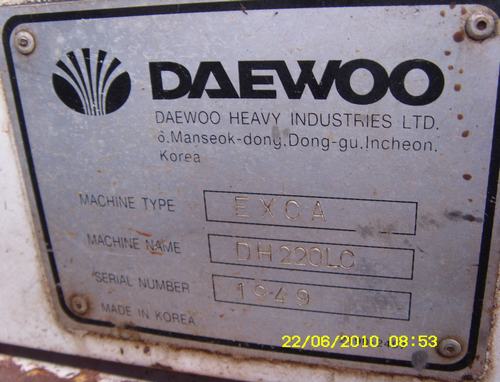 DAEWOO
DAEWOO HEAVY INDUSTRIES LTD.
6.Manseok-dong.Dong-gu.Incheon.
Korea
MACHINE TYPE EXCA
MACHINE NAME DH220LC
SERIAL NUMBER 1949
MADE IN KOREA
22/06/2010 08:53